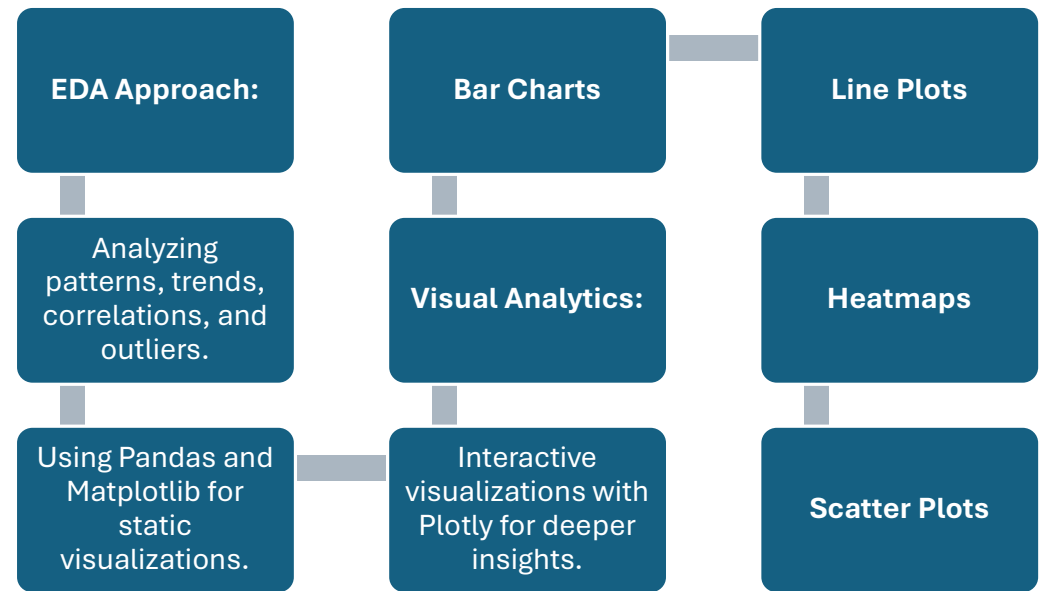 EDA Approach:
Analyzing
patterns, trends,
correlations, and
outliers.
Using Pandas and
Matplotlib for
static
visualizations.
Interactive
visualizations with
Plotly for deeper
insights.
Visual Analytics:
Bar Charts
Line Plots
Heatmaps
Scatter Plots